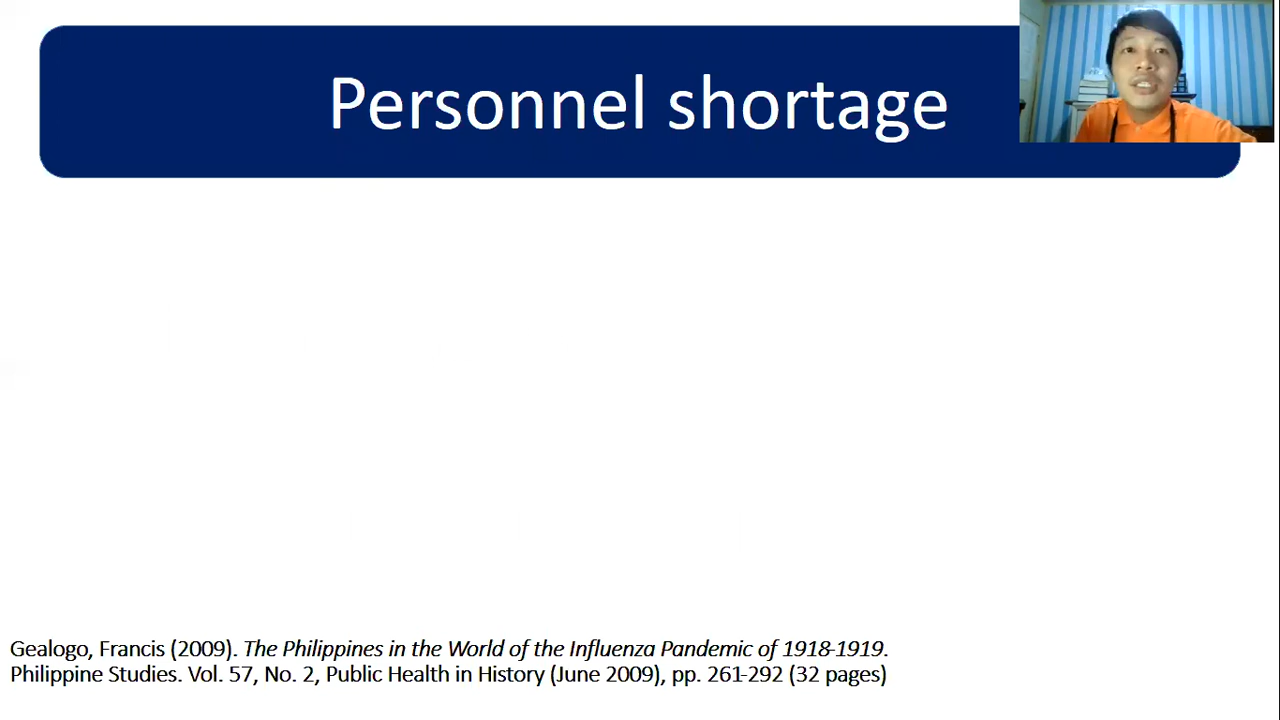 Personnel shortage
Gealogo, Francis (2009). The Philippines in the World of the Influenza Pandemic of 1918-1919.
Philippine Studies. Vol. 57, No. 2, Public Health in History (June 2009), pp. 261-292 (32 pages)